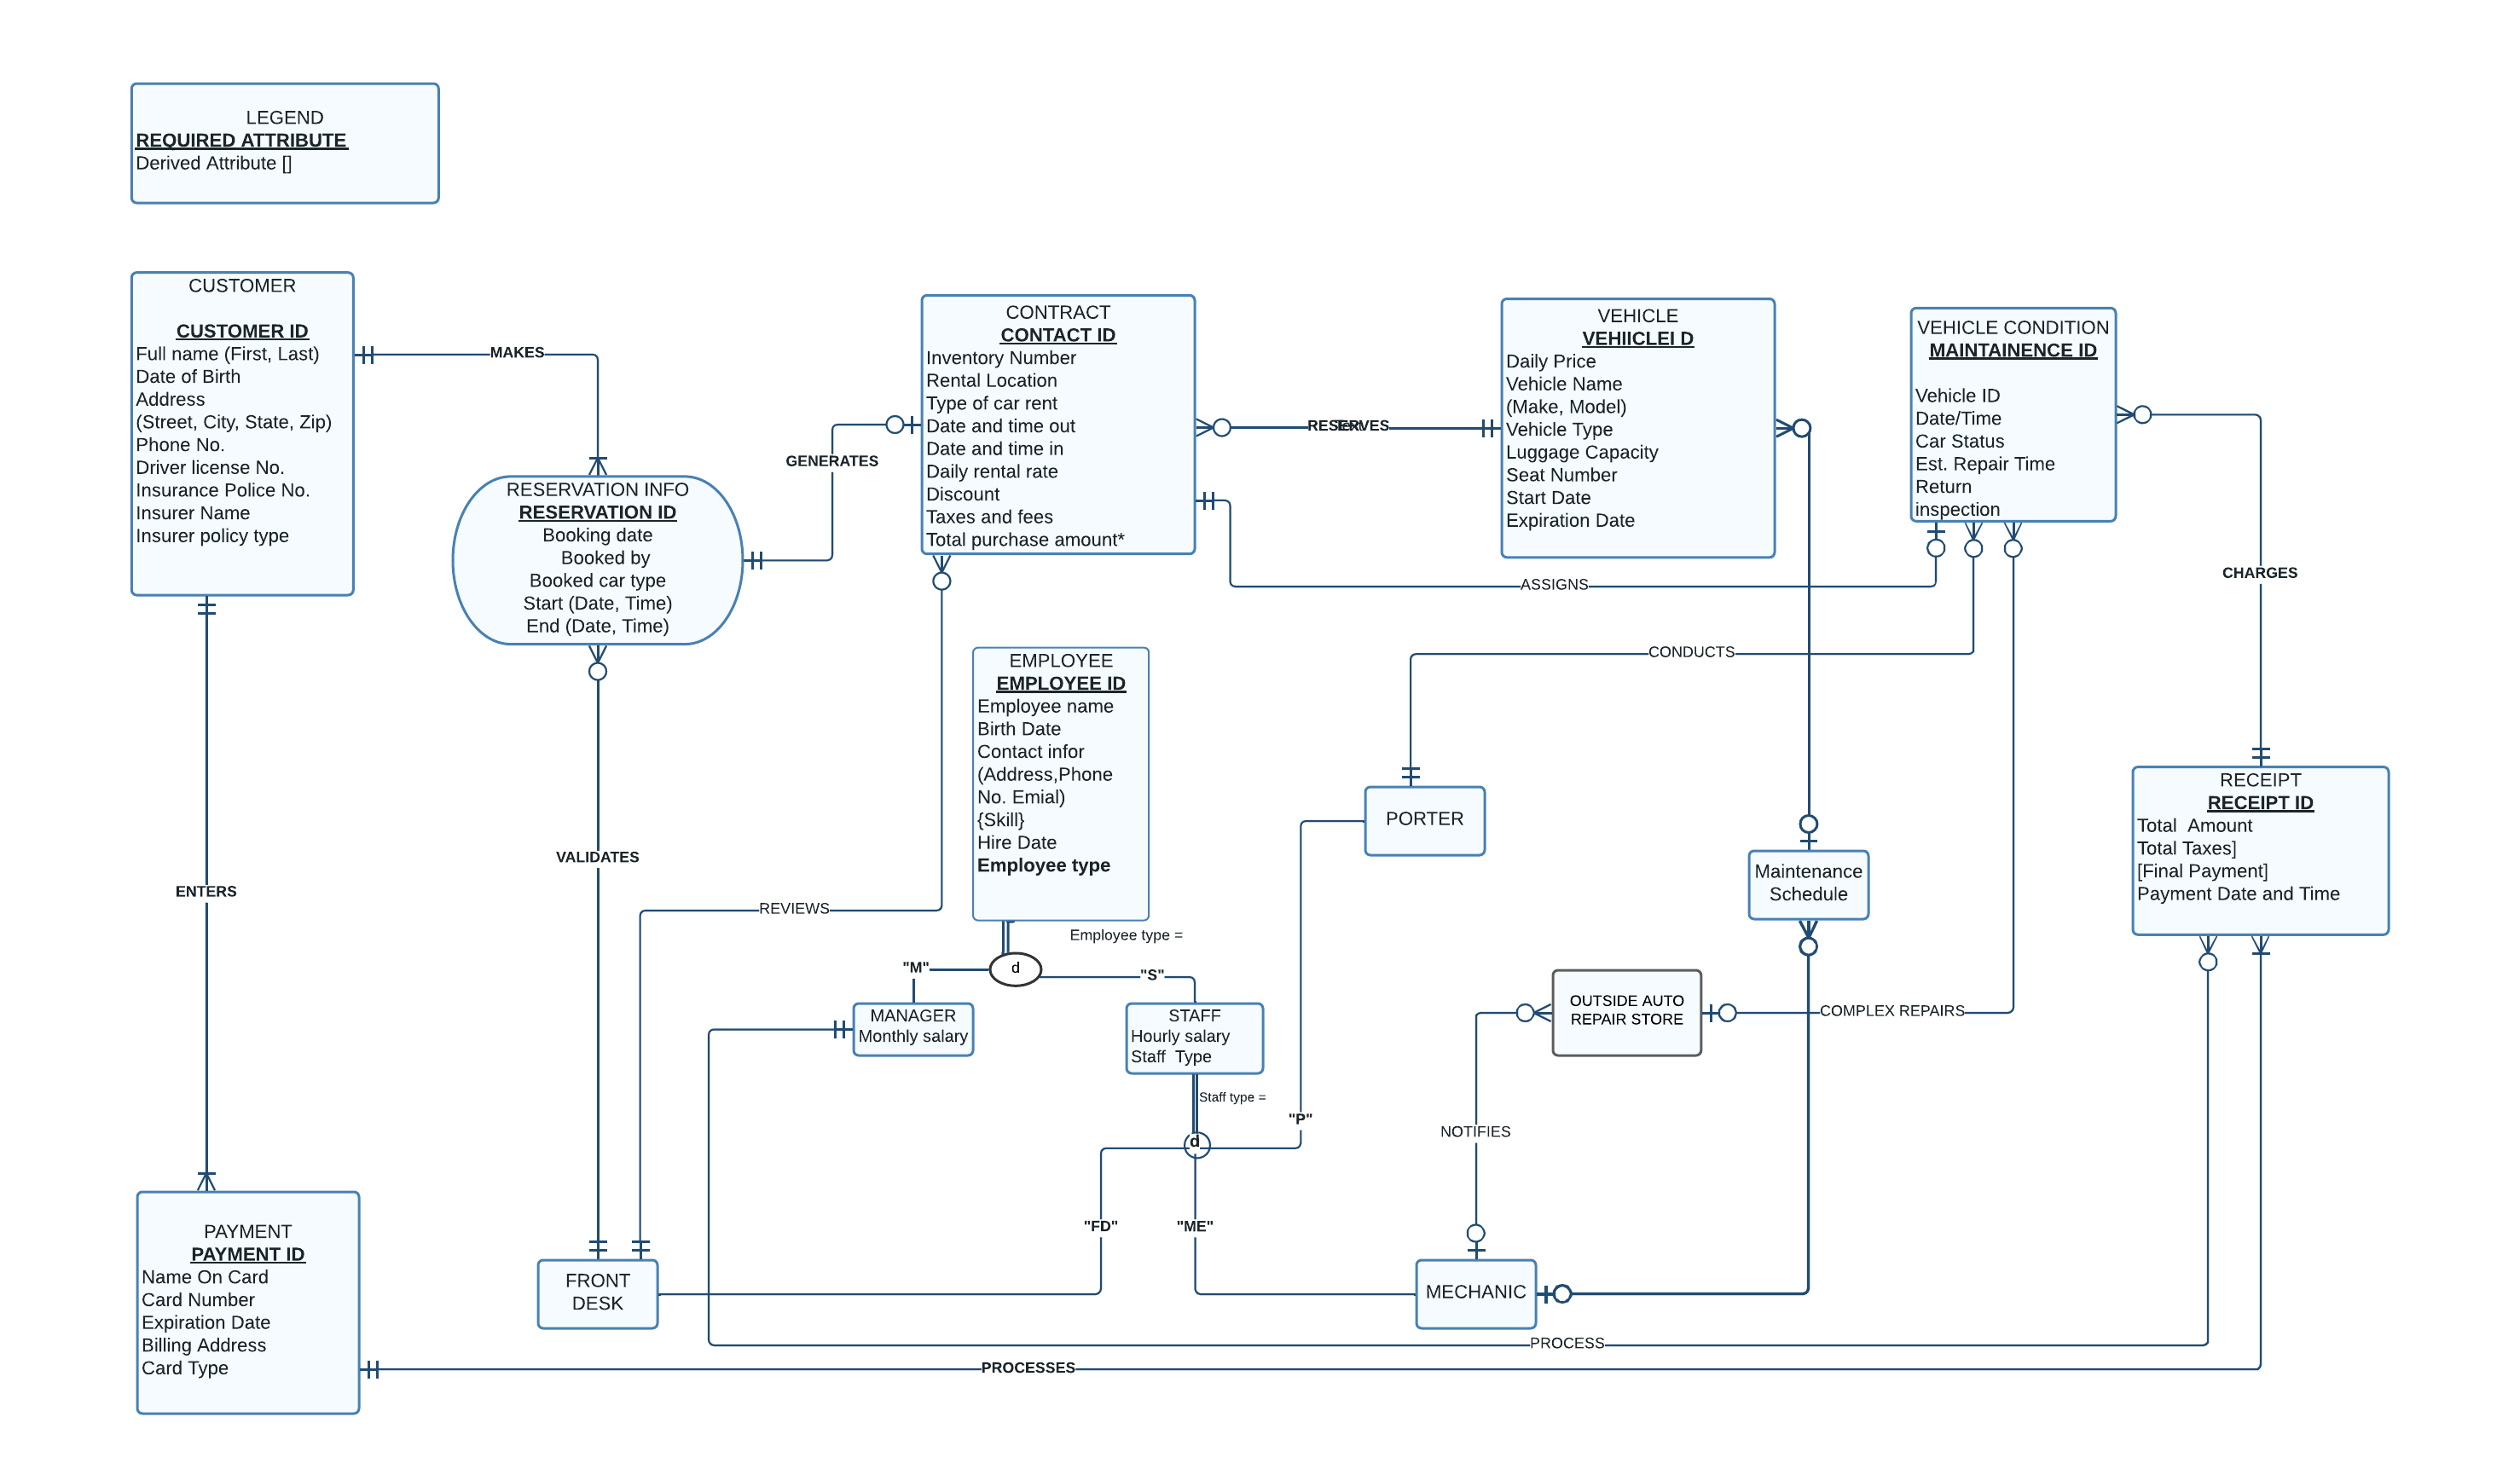 LEGEND
REQUIRED ATTRIBUTE
Derived Attribute []
CUSTOMER
CUSTOMER ID
Full name (First, Last)
Date of Birth
Address
(Street, City, State, Zip)
Phone No.
Driver license No.
Insurance Police No.
Insurer Name
Insurer policy type
MAKES
RESERVATION INFO
RESERVATION ID
Booking date
Booked by
Booked car type
Start (Date, Time)
End (Date, Time)
GENERATES
CONTRACT
CONTACT ID
Inventory Number
Rental Location
Type of car rent
Date and time out
Date and time in
Daily rental rate
Discount
Taxes and fees
Total purchase amount*
RESERVES
VEHICLE
VEHIICLEI D
Daily Price
Vehicle Name
(Make, Model)
Vehicle Type
Luggage Capacity
Seat Number
Start Date
Expiration Date
VEHICLE CONDITION
MAINTAINENCE ID
Vehicle ID
Date/Time
Car Status
Est. Repair Time
Return
inspection
ASSIGNS
CHARGES
CONDUCTS
EMPLOYEE
EMPLOYEE ID
Employee name
Birth Date
Contact infor
(Address,Phone
No. Emial)
{Skill}
Hire Date
Employee type
PORTER
Maintenance
Schedule
RECEIPT
RECEIPT ID
Total  Amount
Total Taxes]
[Final Payment]
Payment Date and Time
VALIDATES
ENTERS
REVIEWS
Employee type =
"M"
d
"S"
MANAGER
Monthly salary
STAFF
Hourly salary
Staff  Type
OUTSIDE AUTO
REPAIR STORE
COMPLEX REPAIRS
Staff type =
"P"
d
NOTIFIES
"FD"
"ME"
PAYMENT
PAYMENT ID
Name On Card
Card Number
Expiration Date
Billing Address
Card Type
FRONT
DESK
MECHANIC
PROCESS
PROCESSES